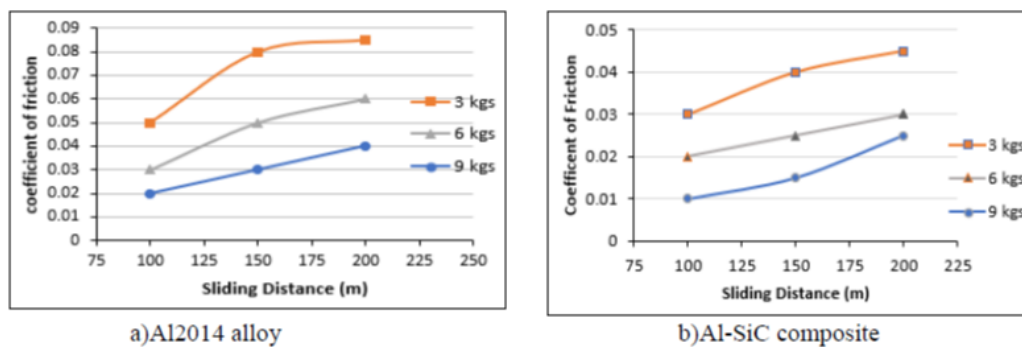 0.09
0.08
0.07
0.06
0.05
0.04
0.03
0.02
0.01
0
coefficient of friction
75 100 125 150 175 200 225 250
Sliding Distance (m)
3 kgs
6 kgs
9 kgs
a)Al2014 alloy
0.05
0.04
0.03
0.02
0.01
0
Coefficent of Friction
75 100 125 150 175 200 225
Sliding Distance (m)
3 kgs
6 kgs
9 kgs
b)Al-SiC composite